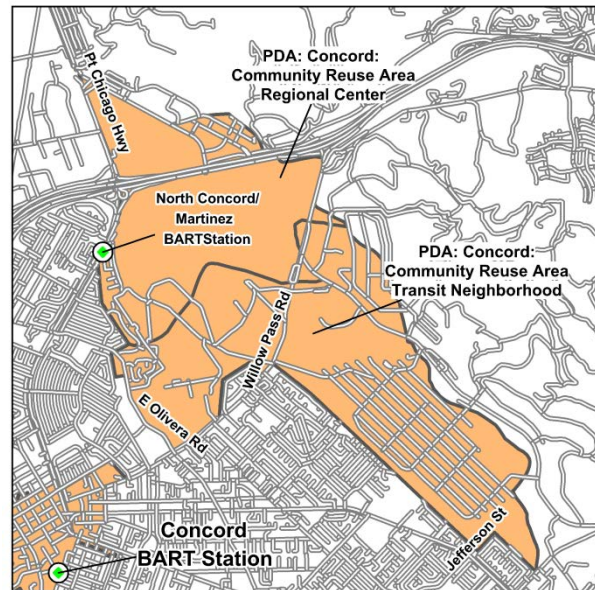 Pt Chicago Hwy
PDA: Concord:
Community Reuse Area
Regional Center
North Concord/
Martinez
BARTStation
PDA: Concord:
Community Reuse Area
Transit Neighborhood
Willow Pass Rd
E Olivera Rd
Jefferson St
Concord
BART Station